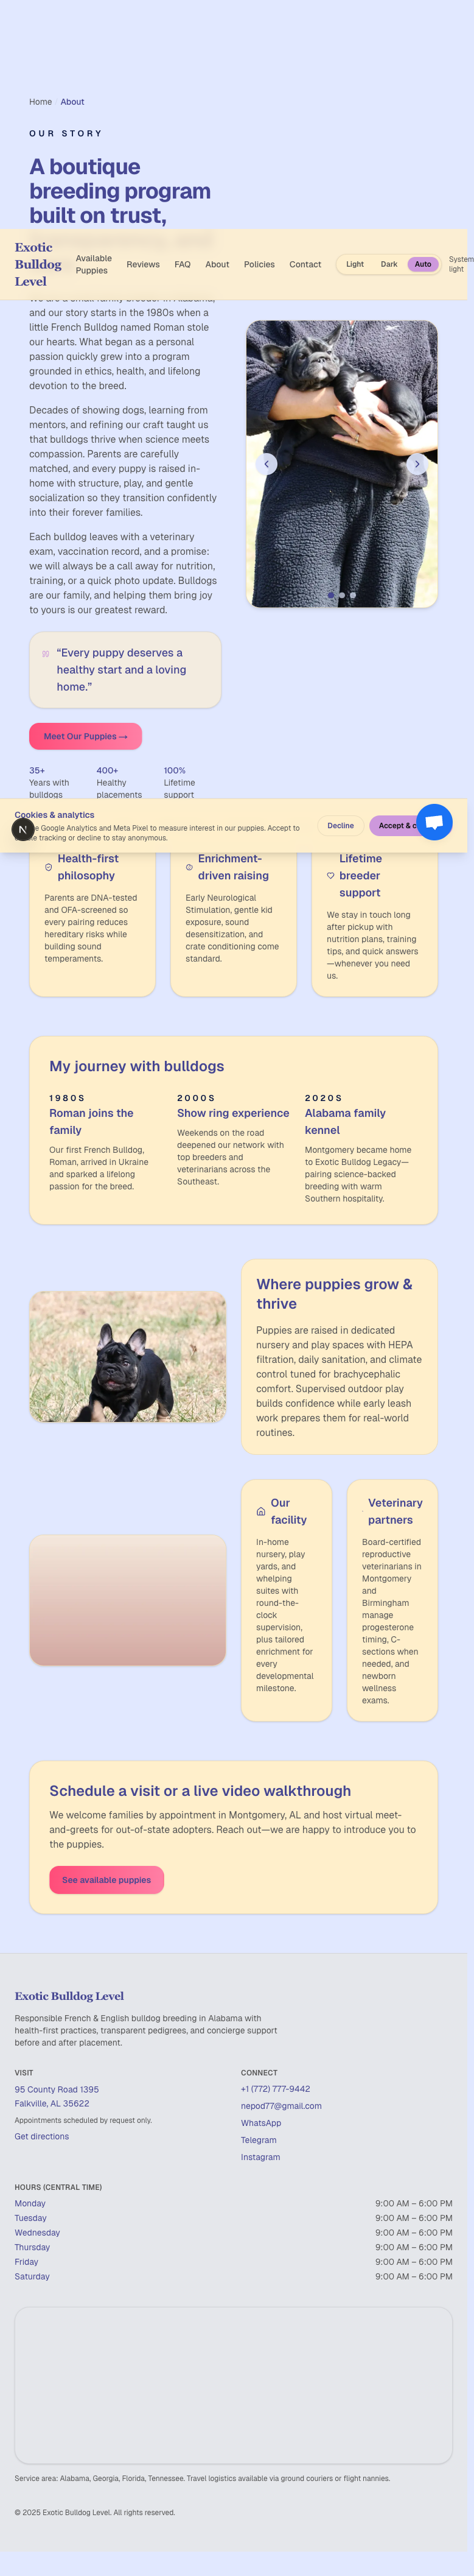 Home About
OUR STORY
A boutique
breeding program
built on trust,
Exotic
Bulldog
Level
Available
Puppies
Reviews
FAQ
About
Policies
Contact
Light
Dark
Auto
System
light
We are a small family breeder in Alabama,
and our story starts in the 1980s when a
little French Bulldog named Roman stole
our hearts. What began as a personal
passion quickly grew into a program
grounded in ethics, health, and lifelong
devotion to the breed.
Decades of showing dogs, learning from
mentors, and refining our craft taught us
that bulldogs thrive when science meets
compassion. Parents are carefully
matched, and every puppy is raised in-
home with structure, play, and gentle
socialization so they transition confidently
into their forever families.
Each bulldog leaves with a veterinary
exam, vaccination record, and a promise:
we will always be a call away for nutrition,
training, or a quick photo update. Bulldogs
are our family, and helping them bring joy
to yours is our greatest reward.
“Every puppy deserves a
healthy start and a loving
home.”
Meet Our Puppies →
35+
Years with
bulldogs
400+
Healthy
placements
100%
Lifetime
support
Cookies & analytics
Google Analytics and Meta Pixel to measure interest in our puppies. Accept to
tracking or decline to stay anonymous.
Decline
Accept & c
N
Health-first
philosophy
Parents are DNA-tested
and OFA-screened so
every pairing reduces
hereditary risks while
building sound
temperaments.
Enrichment-
driven raising
Early Neurological
Stimulation, gentle kid
exposure, sound
desensitization, and
crate conditioning come
standard.
Lifetime
breeder
support
We stay in touch long
after pickup with
nutrition plans, training
tips, and quick answers
—whenever you need
us.
My journey with bulldogs
1980S
Roman joins the
family
Our first French Bulldog,
Roman, arrived in Ukraine
and sparked a lifelong
passion for the breed.
2000S
Show ring experience
Weekends on the road
deepened our network with
top breeders and
veterinarians across the
Southeast.
2020S
Alabama family
kennel
Montgomery became home
to Exotic Bulldog Legacy—
pairing science-backed
breeding with warm
Southern hospitality.
Where puppies grow &
thrive
Puppies are raised in dedicated
nursery and play spaces with HEPA
filtration, daily sanitation, and climate
control tuned for brachycephalic
comfort. Supervised outdoor play
builds confidence while early leash
work prepares them for real-world
routines.
Our
facility
In-home
nursery, play
yards, and
whelping
suites with
round-the-
clock
supervision,
plus tailored
enrichment for
every
developmental
milestone.
Veterinary
partners
Board-certified
reproductive
veterinarians in
Montgomery
and
Birmingham
manage
progesterone
timing, C-
sections when
needed, and
newborn
wellness
exams.
Schedule a visit or a live video walkthrough
We welcome families by appointment in Montgomery, AL and host virtual meet-
and-greets for out-of-state adopters. Reach out—we are happy to introduce you to
the puppies.
See available puppies
Exotic Bulldog Level
Responsible French & English bulldog breeding in Alabama with
health-first practices, transparent pedigrees, and concierge support
before and after placement.
VISIT
95 County Road 1395
Falkville, AL 35622
Appointments scheduled by request only.
Get directions
CONNECT
+1 (772) 777-9442
nepod77@gmail.com
WhatsApp
Telegram
Instagram
HOURS (CENTRAL TIME)
Monday 9:00 AM – 6:00 PM
Tuesday 9:00 AM – 6:00 PM
Wednesday 9:00 AM – 6:00 PM
Thursday 9:00 AM – 6:00 PM
Friday 9:00 AM – 6:00 PM
Saturday 9:00 AM – 6:00 PM
Service area: Alabama, Georgia, Florida, Tennessee. Travel logistics available via ground couriers or flight nannies.
© 2025 Exotic Bulldog Level. All rights reserved.